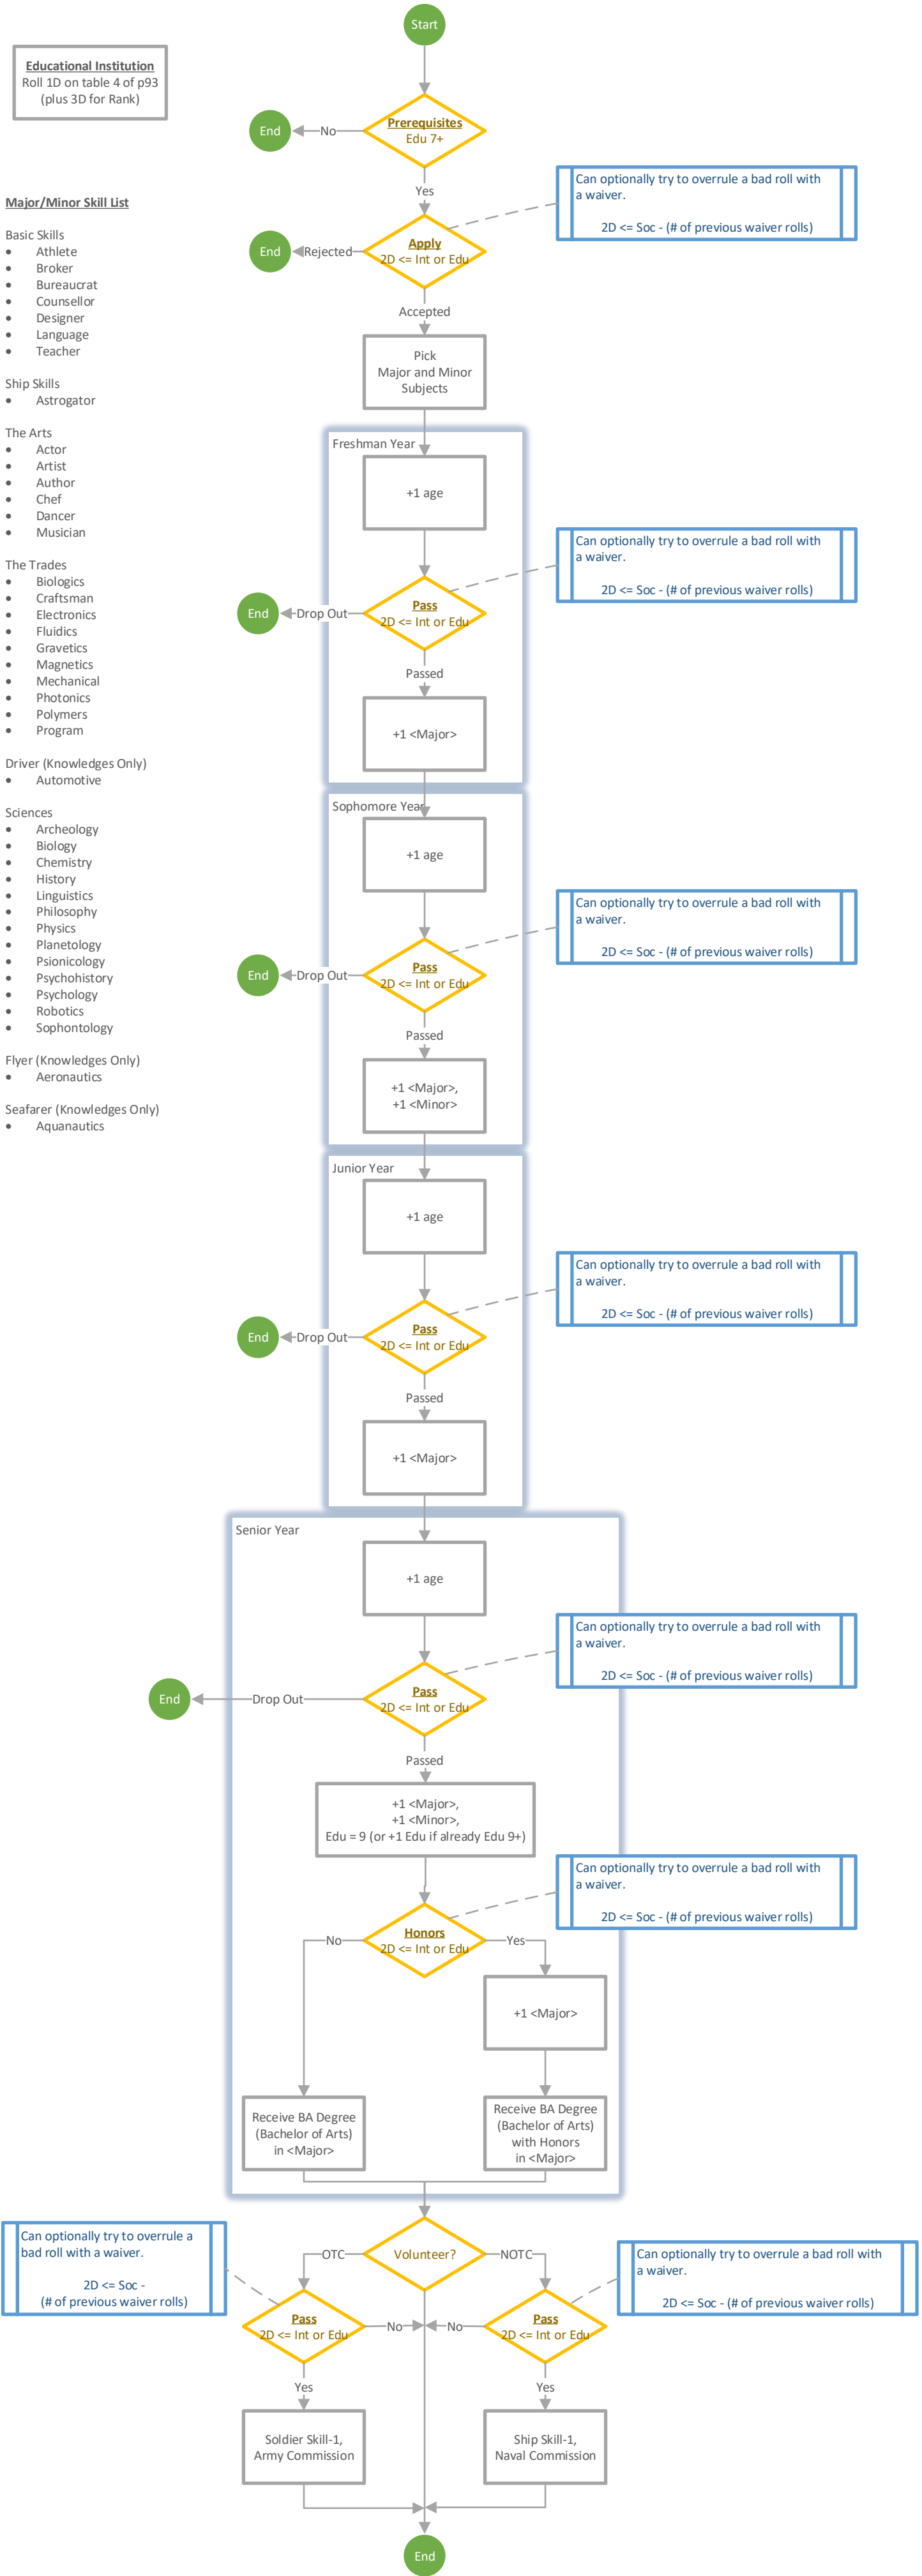 Start
Educational Institution
Roll 1D on table 4 of p93
(plus 3D for Rank)
Prerequisites
Edu 7+
No
End
Yes
Can optionally try to overrule a bad roll with
a waiver.
2D <= Soc - (# of previous waiver rolls)
Apply
2D <= Int or Edu
Rejected
End
Accepted
Pick
Major and Minor
Subjects
Major/Minor Skill List
Basic Skills
• Athlete
• Broker
• Bureaucrat
• Counsellor
• Designer
• Language
• Teacher
Ship Skills
• Astrogator
The Arts
• Actor
• Artist
• Author
• Chef
• Dancer
• Musician
The Trades
• Biologics
• Craftsman
• Electronics
• Fluidics
• Gravetics
• Magnetics
• Mechanical
• Photonics
• Polymers
• Program
Driver (Knowledges Only)
• Automotive
Sciences
• Archeology
• Biology
• Chemistry
• History
• Linguistics
• Philosophy
• Physics
• Planetology
• Psionicology
• Psychohistory
• Psychology
• Robotics
• Sophontology
Flyer (Knowledges Only)
• Aeronautics
Seafarer (Knowledges Only)
• Aquanautics
Freshman Year
+1 age
Can optionally try to overrule a bad roll with
a waiver.
2D <= Soc - (# of previous waiver rolls)
Pass
2D <= Int or Edu
Drop Out
End
Passed
+1 <Major>
Sophomore Year
+1 age
Can optionally try to overrule a bad roll with
a waiver.
2D <= Soc - (# of previous waiver rolls)
Pass
2D <= Int or Edu
Drop Out
End
Passed
+1 <Major>,
+1 <Minor>
Junior Year
+1 age
Can optionally try to overrule a bad roll with
a waiver.
2D <= Soc - (# of previous waiver rolls)
Pass
2D <= Int or Edu
Drop Out
End
Passed
+1 <Major>
Senior Year
+1 age
Can optionally try to overrule a bad roll with
a waiver.
2D <= Soc - (# of previous waiver rolls)
Pass
2D <= Int or Edu
Drop Out
End
Passed
+1 <Major>,
+1 <Minor>,
Edu = 9 (or +1 Edu if already Edu 9+)
Can optionally try to overrule a bad roll with
a waiver.
2D <= Soc - (# of previous waiver rolls)
Honors
2D <= Int or Edu
No
Yes
+1 <Major>
Receive BA Degree
(Bachelor of Arts)
in <Major>
Receive BA Degree
(Bachelor of Arts)
with Honors
in <Major>
Volunteer?
OTC
NOTC
Can optionally try to overrule a
bad roll with a waiver.
2D <= Soc -
(# of previous waiver rolls)
Can optionally try to overrule a bad roll with
a waiver.
2D <= Soc - (# of previous waiver rolls)
Pass
2D <= Int or Edu
No
No
Pass
2D <= Int or Edu
Yes
Yes
Soldier Skill-1,
Army Commission
Ship Skill-1,
Naval Commission
End